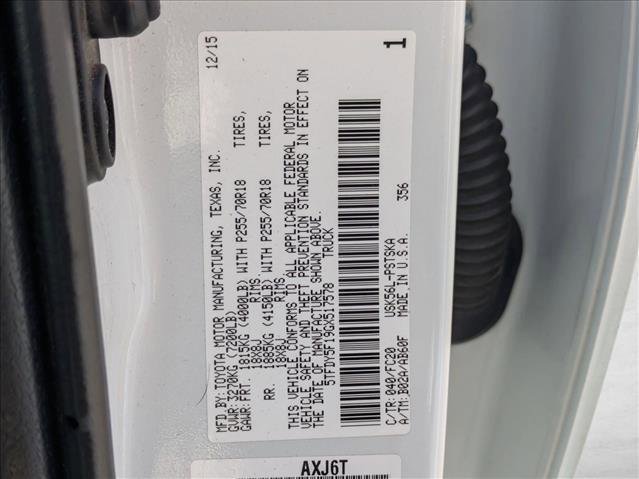 MFD.BY: TOYOTA MOTOR MANUFACTURING, TEXAS, INC. 12/15
GVWR: 3270KG (7200LB)
GAWR: FRT. 1815KG (4000LB) WITH P255/70R18 TIRES,
18X8J RIMS
RR. 1885KG (4150LB) WITH P255/70R18 TIRES,
18X8J RIMS
THIS VEHICLE CONFORMS TO ALL APPLICABLE FEDERAL MOTOR
VEHICLE SAFETY AND THEFT PREVENTION STANDARDS IN EFFECT ON
THE DATE OF MANUFACTURE SHOWN ABOVE.
5TFDY5F19GX517578 TRUCK
C/TR: 040/FC20 USK56L-PSTSKA
A/TM: B02A/AB60F MADE IN U.S.A. 356 1
AXJ6T